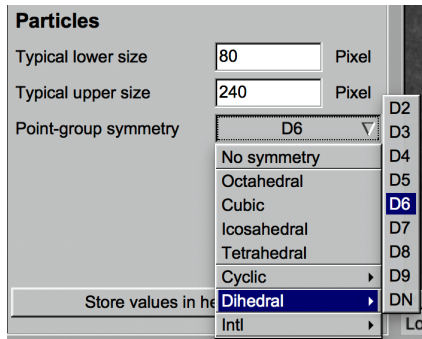 Particles
Typical lower size 80 Pixel
Typical upper size 240 Pixel
Point-group symmetry D6
No symmetry
Octahedral
Cubic
Icosahedral
Tetrahedral
Cyclic
Dihedral
Intl
D2
D3
D4
D5
D6
D7
D8
D9
DN
Store values in he
Lo